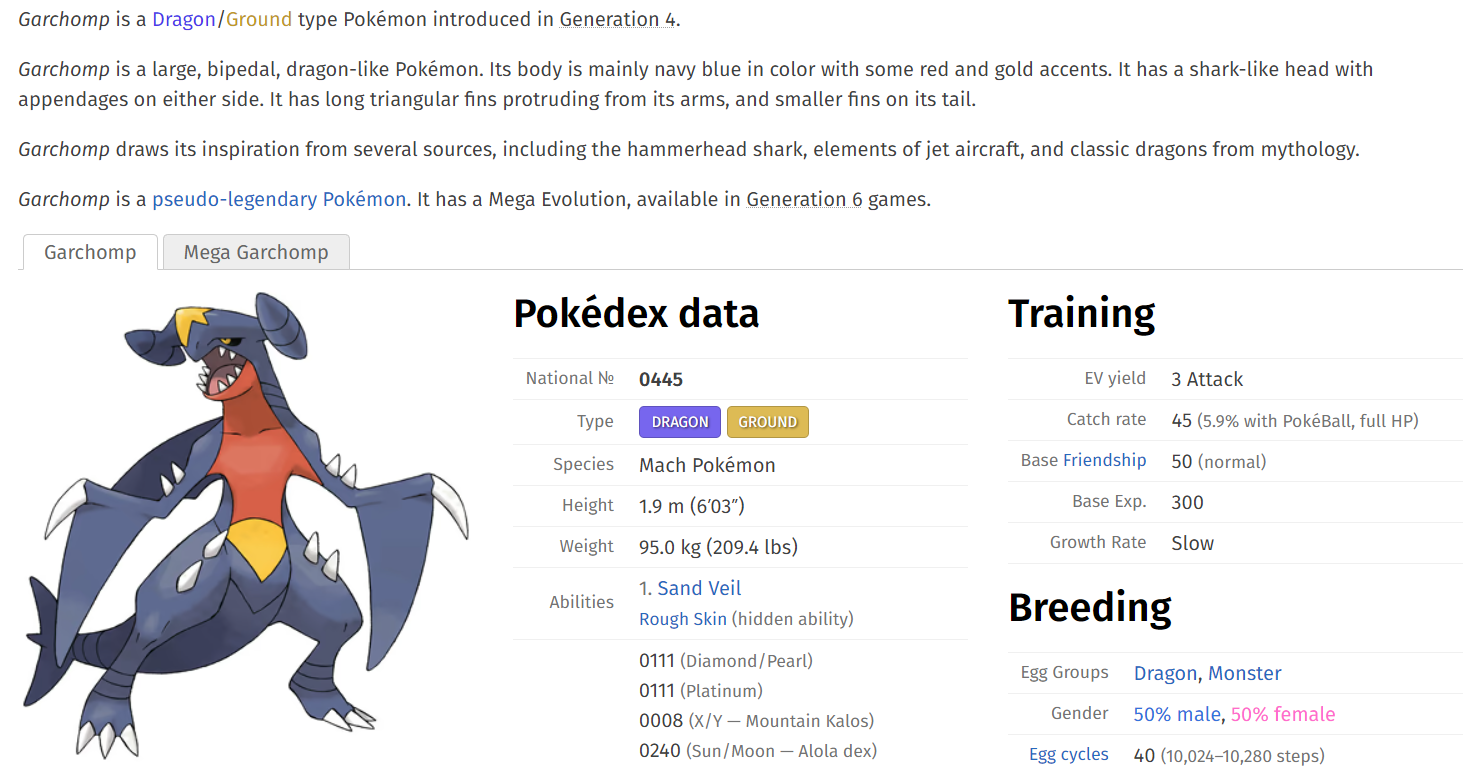 Garchomp is a Dragon/Ground type Pokémon introduced in Generation 4.
Garchomp is a large, bipedal, dragon-like Pokémon. Its body is mainly navy blue in color with some red and gold accents. It has a shark-like head with
appendages on either side. It has long triangular fins protruding from its arms, and smaller fins on its tail.
Garchomp draws its inspiration from several sources, including the hammerhead shark, elements of jet aircraft, and classic dragons from mythology.
Garchomp is a pseudo-legendary Pokémon. It has a Mega Evolution, available in Generation 6 games.
Garchomp Mega Garchomp
Pokédex data
National № 0445
Type DRAGON GROUND
Species Mach Pokémon
Height 1.9 m (6′03″)
Weight 95.0 kg (209.4 lbs)
Abilities 1. Sand Veil
Rough Skin (hidden ability)
0111 (Diamond/Pearl)
0111 (Platinum)
0008 (X/Y — Mountain Kalos)
0240 (Sun/Moon — Alola dex)
Training
EV yield 3 Attack
Catch rate 45 (5.9% with PokéBall, full HP)
Base Friendship 50 (normal)
Base Exp. 300
Growth Rate Slow
Breeding
Egg Groups Dragon, Monster
Gender 50% male, 50% female
Egg cycles 40 (10,024–10,280 steps)